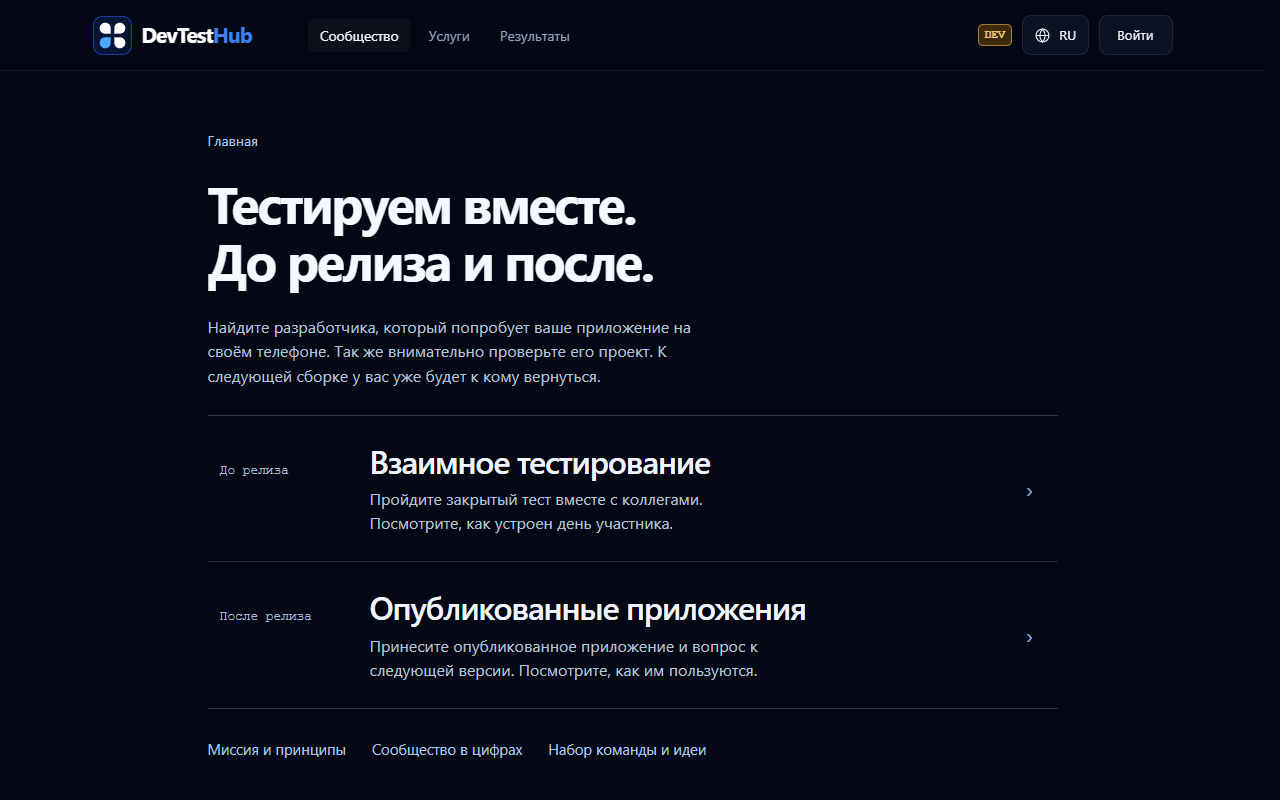 DevTestHub
Сообщество
Услуги
Результаты
DEV
RU
Войти
Главная
Тестируем вместе.
До релиза и после.
Найдите разработчика, который попробует ваше приложение на
своём телефоне. Так же внимательно проверьте его проект. К
следующей сборке у вас уже будет к кому вернуться.
До релиза
Взаимное тестирование
Пройдите закрытый тест вместе с коллегами.
Посмотрите, как устроен день участника.
›
После релиза
Опубликованные приложения
Принесите опубликованное приложение и вопрос к
следующей версии. Посмотрите, как им пользуются.
›
Миссия и принципы
Сообщество в цифрах
Набор команды и идеи